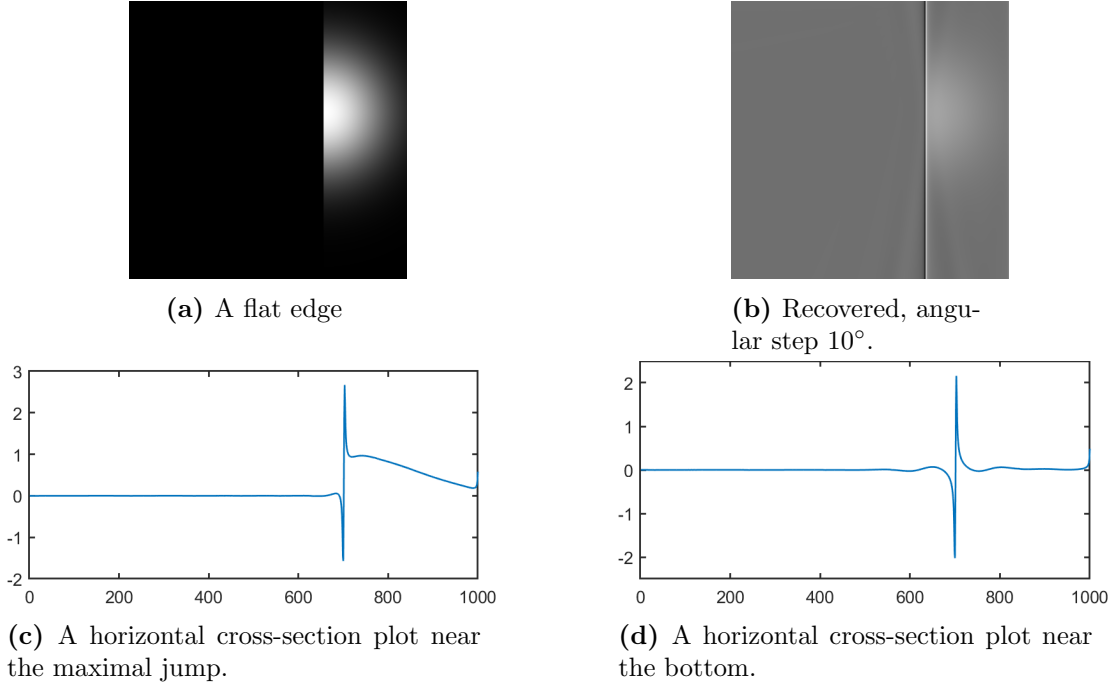 (a) A flat edge
(b) Recovered, angu-
lar step 10°.
3
2
1
0
-1
-2
0 200 400 600 800 1000
2
1
0
-1
-2
0 200 400 600 800 1000
(c) A horizontal cross-section plot near
the maximal jump.
(d) A horizontal cross-section plot near
the bottom.